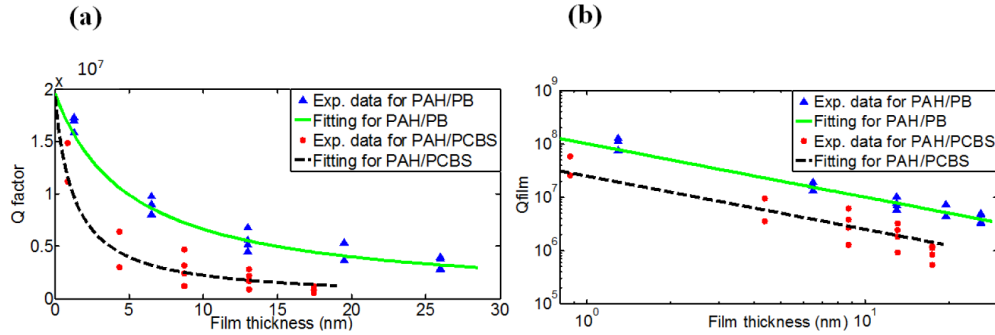 (a)
(b)
x 10^7
2
1.5
1
0.5
0
0 5 10 15 20 25 30
Q factor
Film thickness (nm)
Exp. data for PAH/PB
Fitting for PAH/PB
Exp. data for PAH/PCBS
Fitting for PAH/PCBS
10^9
10^8
10^7
10^6
10^5
10^0 10^1
Qfilm
Film thickness (nm)
Exp. data for PAH/PB
Fitting for PAH/PB
Exp. data for PAH/PCBS
Fitting for PAH/PCBS